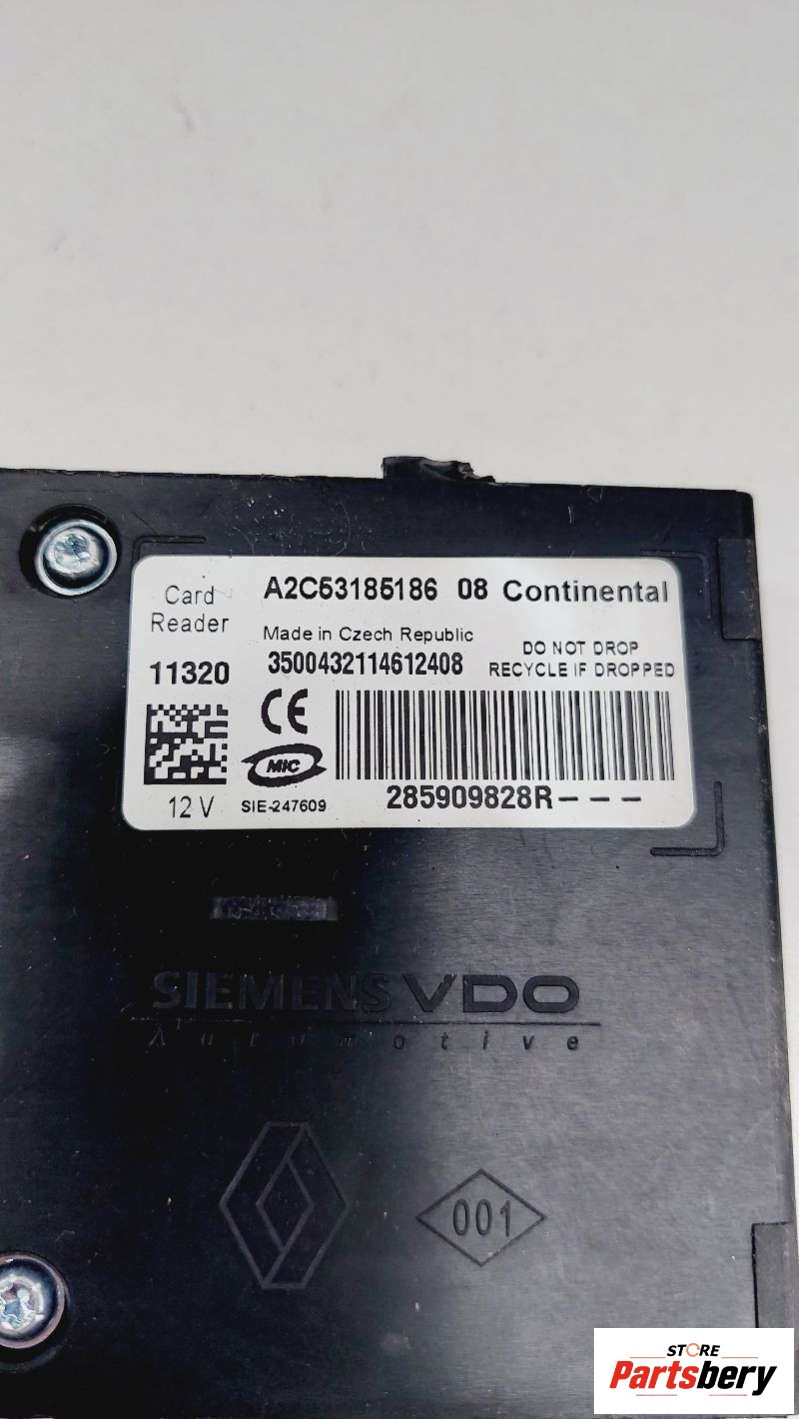 Card Reader
11320
A2C53185186 08 Continental
Made in Czech Republic
3500432114612408
DO NOT DROP
RECYCLE IF DROPPED
CE
MIC
12 V
SIE-247609
285909828R---
SIEMENS VDO
Automotive
001
STORE
Partsbery